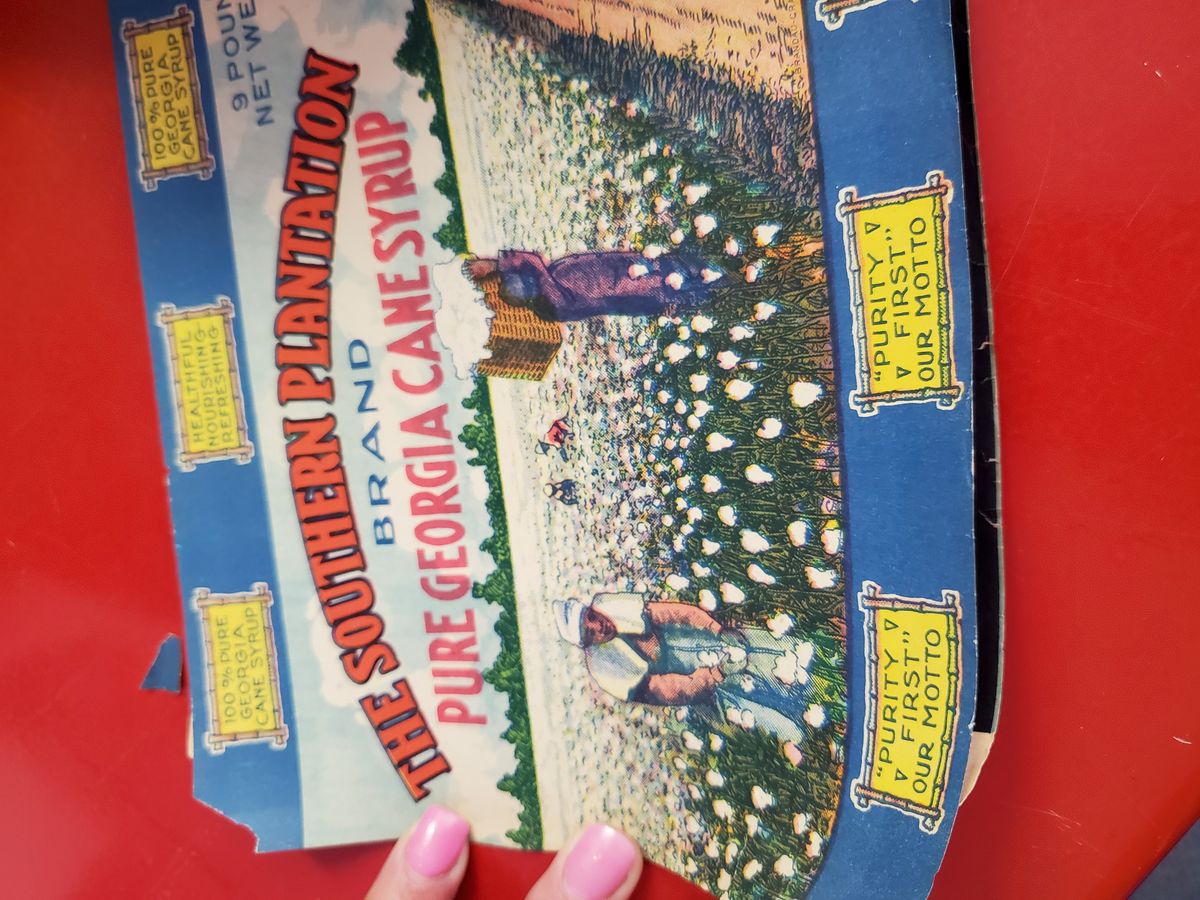 9 POUN
NET WE
THE SOUTHERN PLANTATION
BRAND
PURE GEORGIA CANE SYRUP
100% PURE
GEORGIA
CANE SYRUP
HEALTHFUL
NOURISHING
REFRESHING
100% PURE
GEORGIA
CANE SYRUP
"PURITY
FIRST"
OUR MOTTO
"PURITY
FIRST"
OUR MOTTO